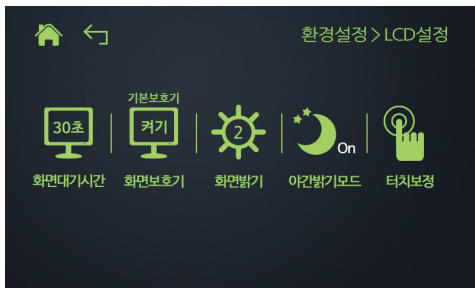 환경설정 > LCD설정
기본보호기
30초
켜기
2
On
화면대기시간
화면보호기
화면밝기
야간밝기모드
터치보정